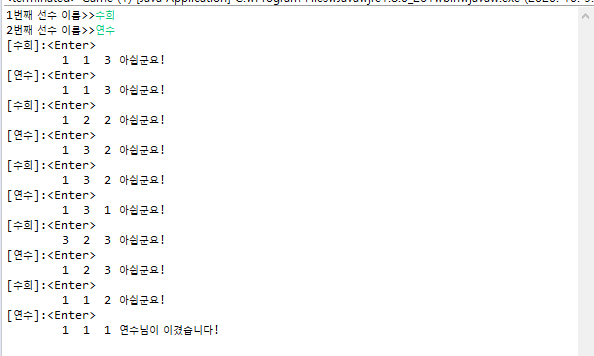 1번째 선수 이름>>수희
2번째 선수 이름>>연수
[수희]:<Enter>
1 1 3 아쉽군요!
[연수]:<Enter>
1 1 3 아쉽군요!
[수희]:<Enter>
1 2 2 아쉽군요!
[연수]:<Enter>
1 3 2 아쉽군요!
[수희]:<Enter>
1 3 2 아쉽군요!
[연수]:<Enter>
1 3 1 아쉽군요!
[수희]:<Enter>
3 2 3 아쉽군요!
[연수]:<Enter>
1 2 3 아쉽군요!
[수희]:<Enter>
1 1 2 아쉽군요!
[연수]:<Enter>
1 1 1 연수님이 이겼습니다!